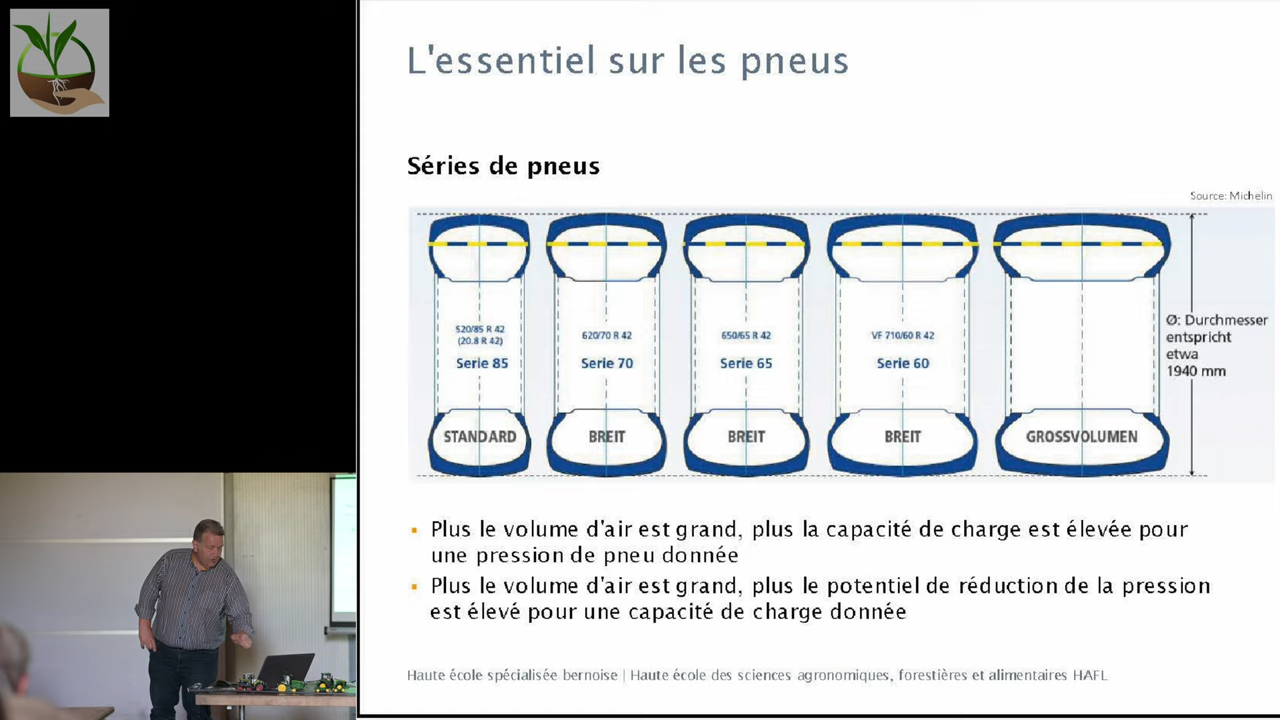 L'essentiel sur les pneus
Séries de pneus
Source: Michelin
520/85 R 42
(20.8 R 42)
Serie 85
620/70 R 42
Serie 70
650/65 R 42
Serie 65
VF 710/60 R 42
Serie 60
Ø: Durchmesser
entspricht
etwa
1940 mm
STANDARD
BREIT
BREIT
BREIT
GROSSVOLUMEN
Plus le volume d'air est grand, plus la capacité de charge est élevée pour
une pression de pneu donnée
Plus le volume d'air est grand, plus le potentiel de réduction de la pression
est élevé pour une capacité de charge donnée
Haute école spécialisée bernoise | Haute école des sciences agronomiques, forestières et alimentaires HAFL